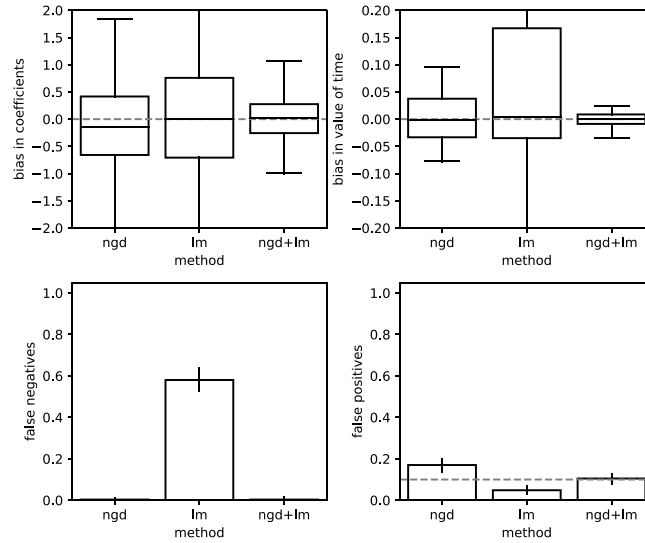 bias in coefficients
2.0
1.5
1.0
0.5
0.0
−0.5
−1.0
−1.5
−2.0
ngd lm ngd+lm
method
bias in value of time
0.20
0.15
0.10
0.05
0.00
−0.05
−0.10
−0.15
−0.20
ngd lm ngd+lm
method
false negatives
1.0
0.8
0.6
0.4
0.2
0.0
ngd lm ngd+lm
method
false positives
1.0
0.8
0.6
0.4
0.2
0.0
ngd lm ngd+lm
method